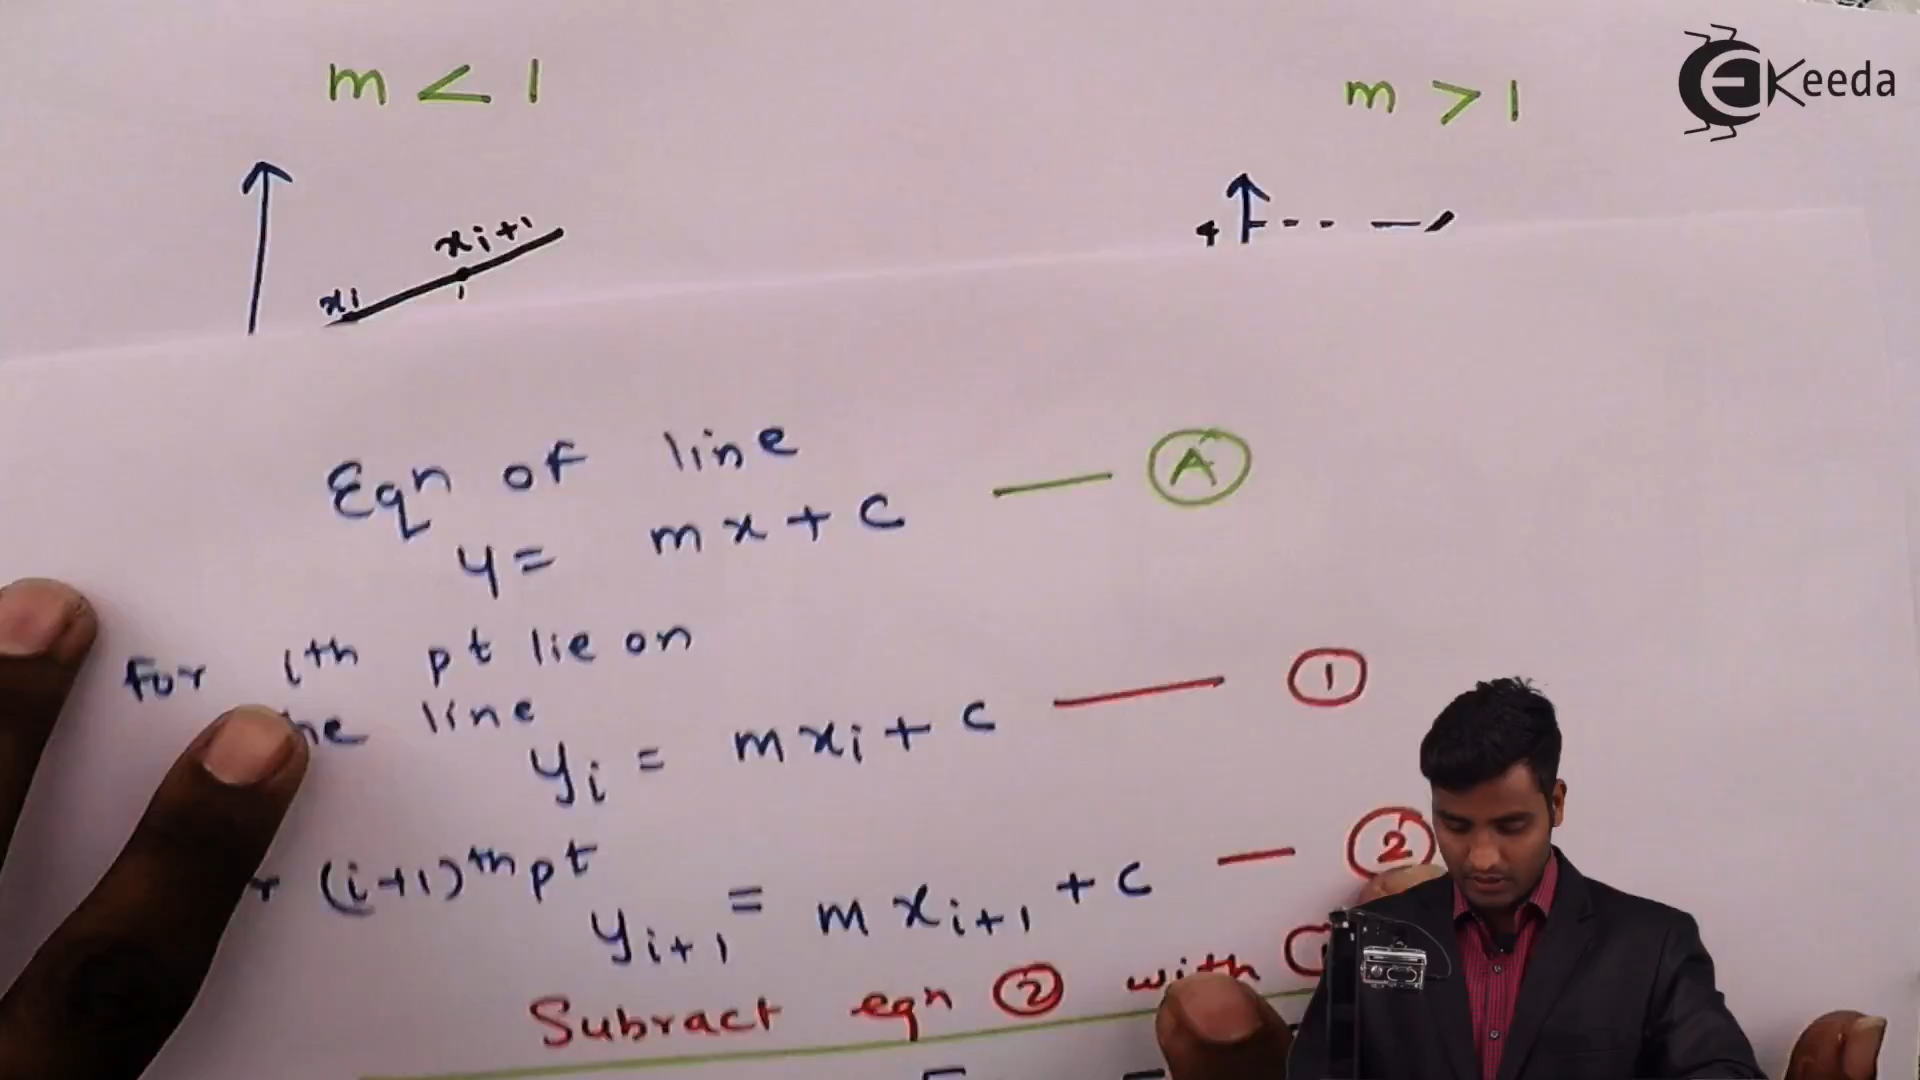 m < 1
m > 1
EKeeda
xi+1
xi
4
Eqn of line
y = mx + c — A
For ith pt lie on
line
yi = mxi + c — 1
(i+1)th pt
yi+1 = mxi+1 + c — 2
Subract eqn 2 with